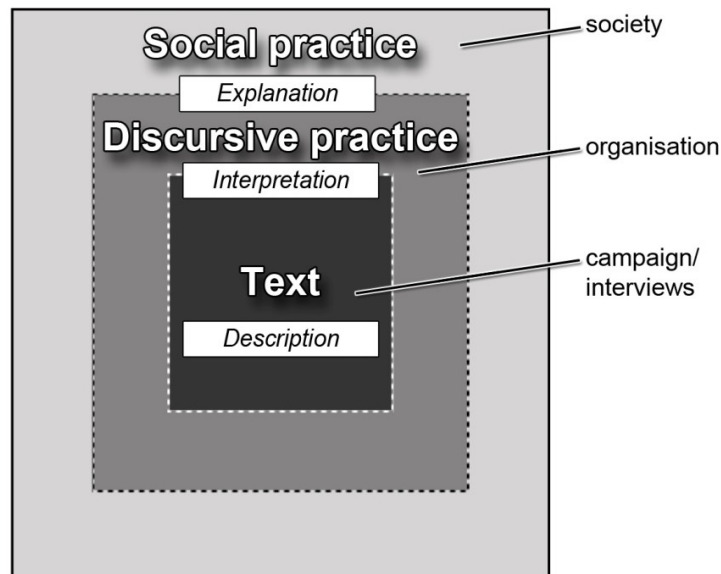 Social practice
society
Explanation
Discursive practice
organisation
Interpretation
Text
campaign/
interviews
Description